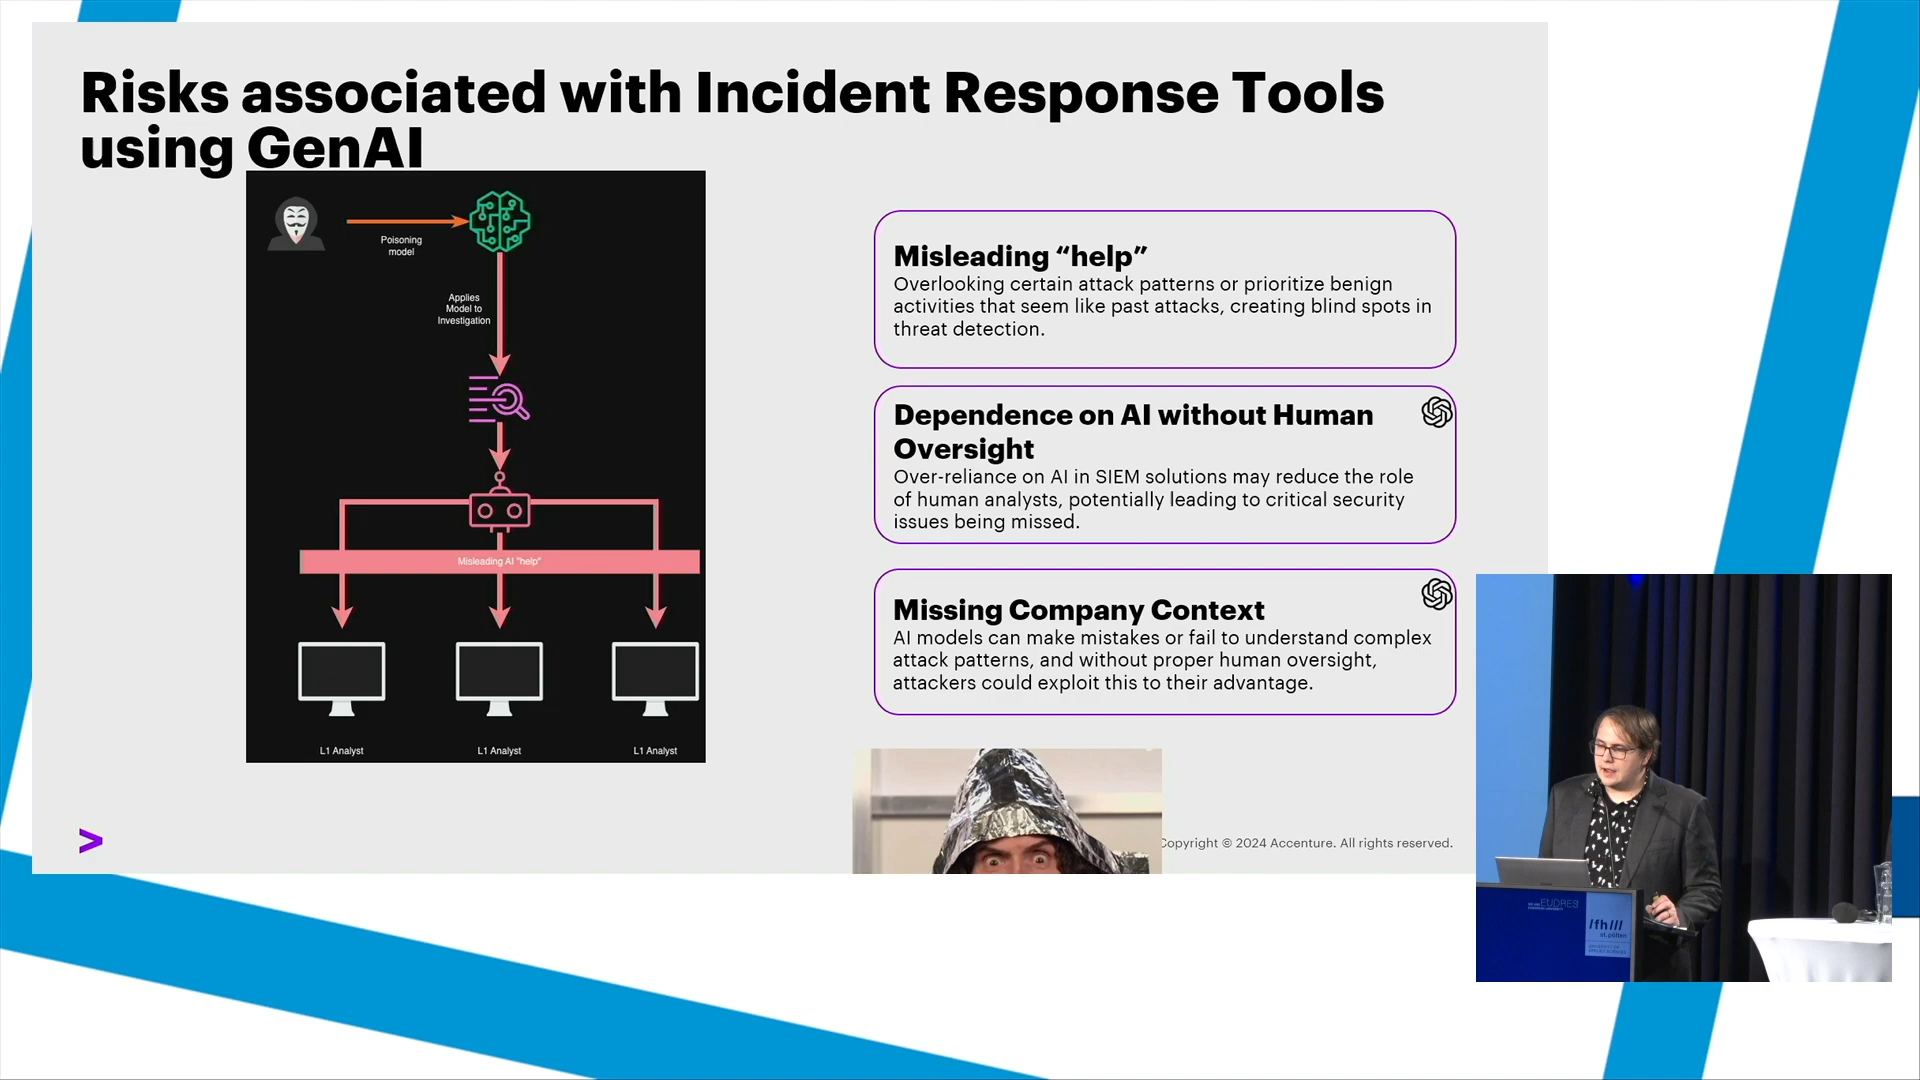 Risks associated with Incident Response Tools
using GenAI
Poisoning
model
Applies
Model to
Investigation
Misleading AI "help"
L1 Analyst
L1 Analyst
L1 Analyst
Misleading “help”
Overlooking certain attack patterns or prioritize benign
activities that seem like past attacks, creating blind spots in
threat detection.
Dependence on AI without Human
Oversight
Over-reliance on AI in SIEM solutions may reduce the role
of human analysts, potentially leading to critical security
issues being missed.
Missing Company Context
AI models can make mistakes or fail to understand complex
attack patterns, and without proper human oversight,
attackers could exploit this to their advantage.
Copyright © 2024 Accenture. All rights reserved.
EUDRES
/fh///
st.pölten